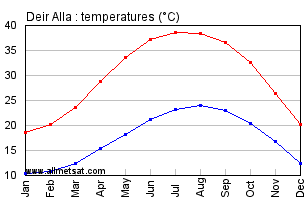 Deir Alla : temperatures (°C)
40
35
30
25
20
15
10
www.allmetsat.com
Jan
Feb
Mar
Apr
May
Jun
Jul
Aug
Sep
Oct
Nov
Dec